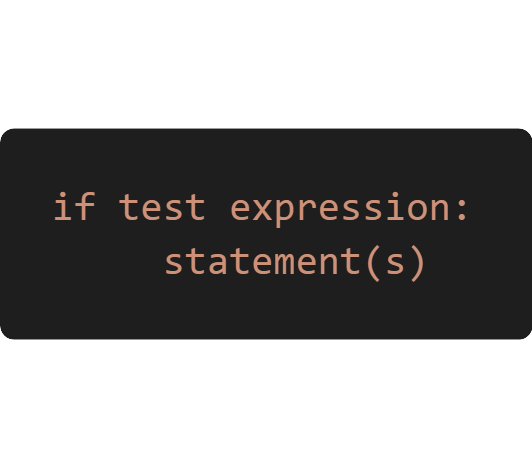 if test expression:
    statement(s)